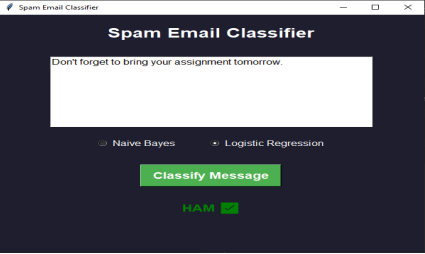 Spam Email Classifier
Spam Email Classifier
Don't forget to bring your assignment tomorrow.
Naive Bayes Logistic Regression
Classify Message
HAM ✅